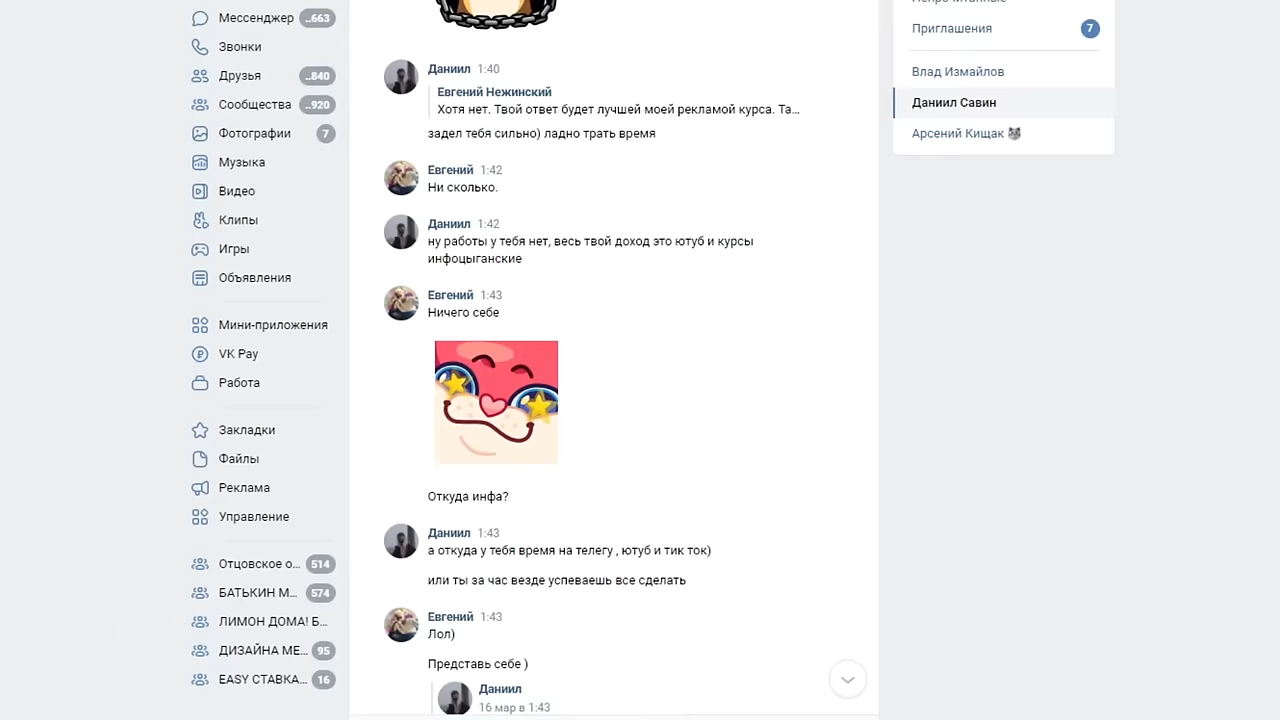 Мессенджер ..663
Звонки
Друзья ..840
Сообщества ..920
Фотографии 7
Музыка
Видео
Клипы
Игры
Объявления
Мини-приложения
VK Pay
Работа
Закладки
Файлы
Реклама
Управление
Отцовское о... 514
БАТЬКИН М... 574
ЛИМОН ДОМА! Б...
ДИЗАЙНА МЕ... 95
EASY СТАВКА... 16
Даниил 1:40
Евгений Нежинский
Хотя нет. Твой ответ будет лучшей моей рекламой курса. Та...
задел тебя сильно) ладно трать время
Евгений 1:42
Ни сколько.
Даниил 1:42
ну работы у тебя нет, весь твой доход это ютуб и курсы
инфоцыганские
Евгений 1:43
Ничего себе
Откуда инфа?
Даниил 1:43
а откуда у тебя время на телегу , ютуб и тик ток)
или ты за час везде успеваешь все сделать
Евгений 1:43
Лол)
Представь себе )
Даниил
16 мар в 1:43
Приглашения 7
Влад Измайлов
Даниил Савин
Арсений Кищак